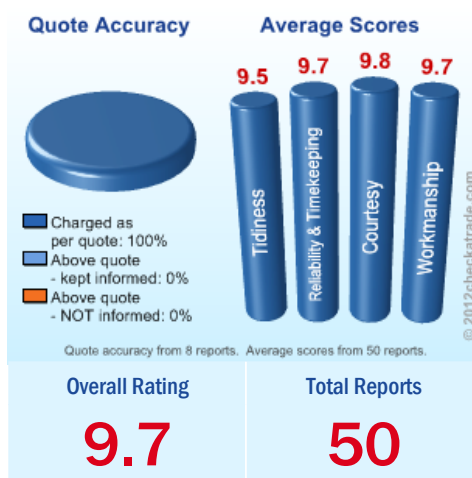 Quote Accuracy
Average Scores
9.5
9.7
9.8
9.7
Tidiness
Reliability & Timekeeping
Courtesy
Workmanship
Charged as
per quote: 100%
Above quote
- kept informed: 0%
Above quote
- NOT informed: 0%
© 2012checkatrade.com
Quote accuracy from 8 reports. Average scores from 50 reports.
Overall Rating
9.7
Total Reports
50